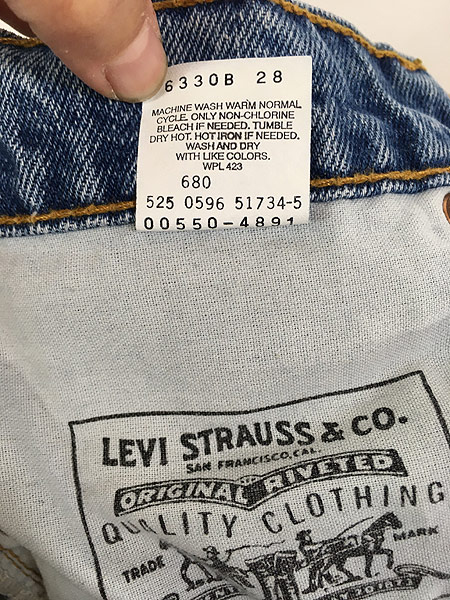 6330B 28
MACHINE WASH WARM NORMAL
CYCLE. ONLY NON-CHLORINE
BLEACH IF NEEDED. TUMBLE
DRY HOT. HOT IRON IF NEEDED.
WASH AND DRY
WITH LIKE COLORS.
WPL 423
680
525 0596 51734-5
00550-4891
LEVI STRAUSS & CO.
SAN FRANCISCO, CAL.
ORIGINAL RIVETED
QUALITY CLOTHING
TRADE MARK